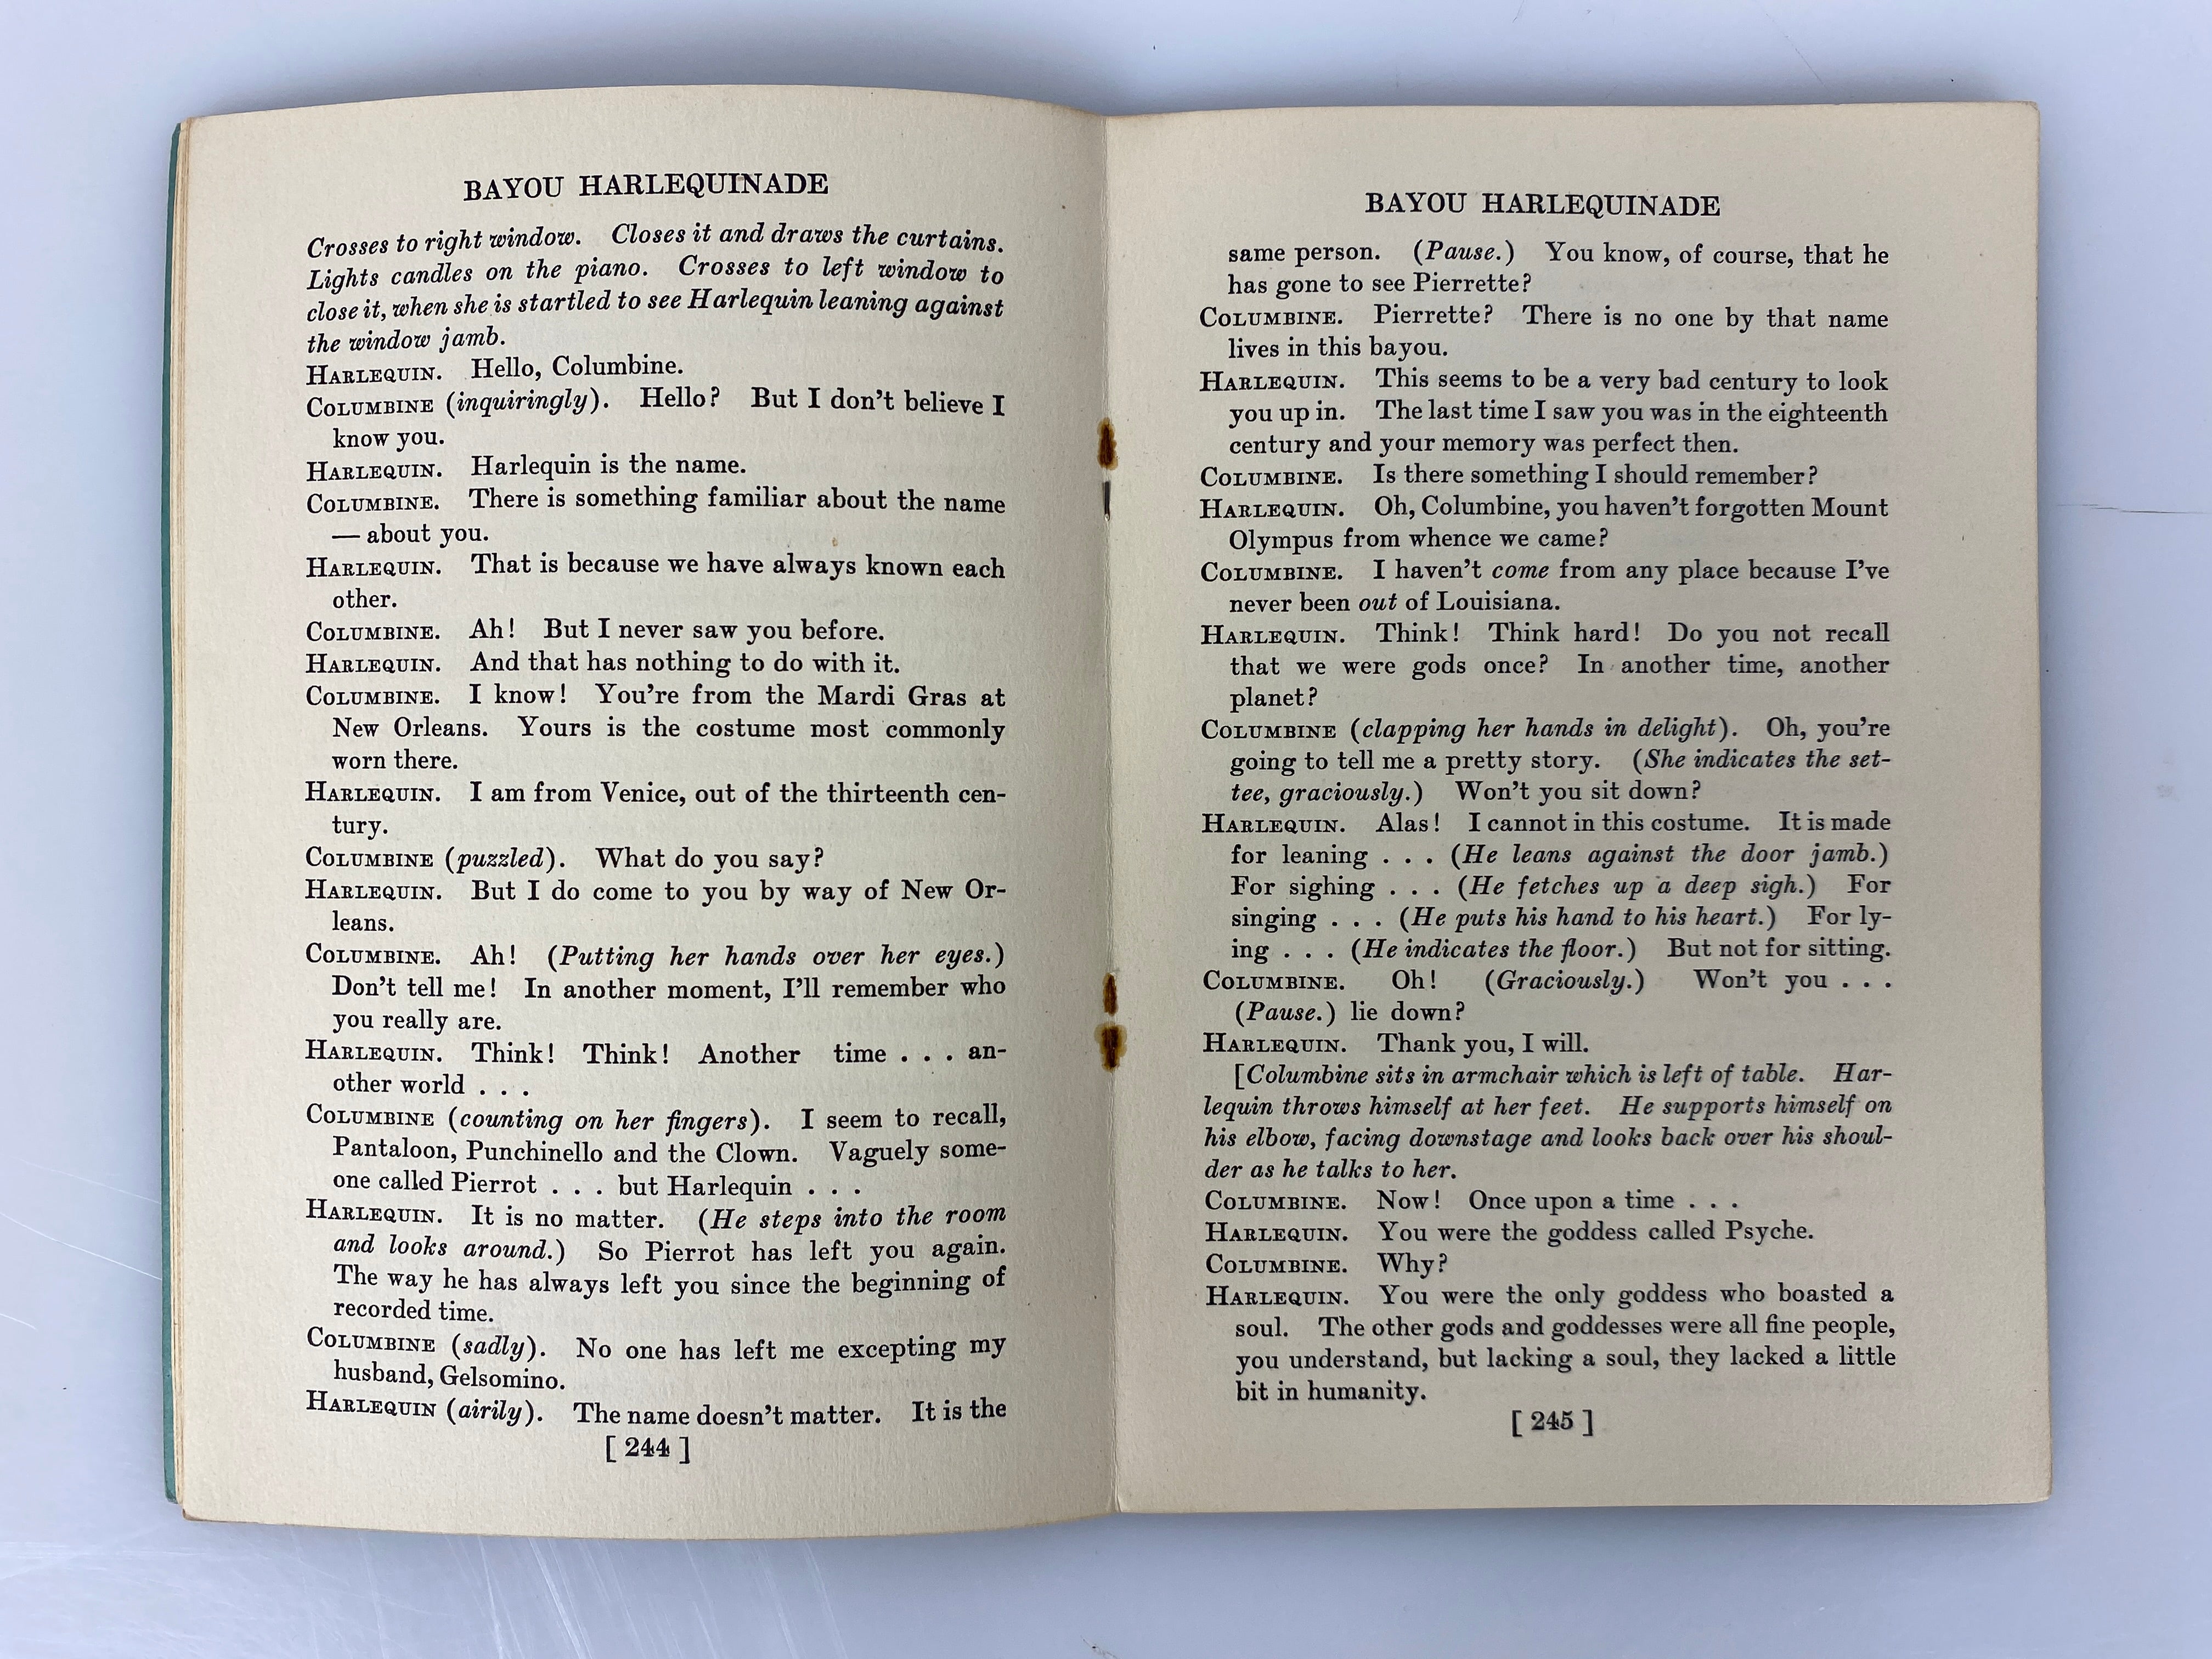 BAYOU HARLEQUINADE
Crosses to right window. Closes it and draws the curtains.
Lights candles on the piano. Crosses to left window to
close it, when she is startled to see Harlequin leaning against
the window jamb.
HARLEQUIN. Hello, Columbine.
COLUMBINE (inquiringly). Hello? But I don't believe I
know you.
HARLEQUIN. Harlequin is the name.
COLUMBINE. There is something familiar about the name
— about you.
HARLEQUIN. That is because we have always known each
other.
COLUMBINE. Ah! But I never saw you before.
HARLEQUIN. And that has nothing to do with it.
COLUMBINE. I know! You're from the Mardi Gras at
New Orleans. Yours is the costume most commonly
worn there.
HARLEQUIN. I am from Venice, out of the thirteenth cen-
tury.
COLUMBINE (puzzled). What do you say?
HARLEQUIN. But I do come to you by way of New Or-
leans.
COLUMBINE. Ah! (Putting her hands over her eyes.)
Don't tell me! In another moment, I'll remember who
you really are.
HARLEQUIN. Think! Think! Another time . . . an-
other world . . .
COLUMBINE (counting on her fingers). I seem to recall,
Pantaloon, Punchinello and the Clown. Vaguely some-
one called Pierrot . . . but Harlequin . . .
HARLEQUIN. It is no matter. (He steps into the room
and looks around.) So Pierrot has left you again.
The way he has always left you since the beginning of
recorded time.
COLUMBINE (sadly). No one has left me excepting my
husband, Gelsomino.
HARLEQUIN (airily). The name doesn't matter. It is the
[ 244 ]
BAYOU HARLEQUINADE
same person. (Pause.) You know, of course, that he
has gone to see Pierrette?
COLUMBINE. Pierrette? There is no one by that name
lives in this bayou.
HARLEQUIN. This seems to be a very bad century to look
you up in. The last time I saw you was in the eighteenth
century and your memory was perfect then.
COLUMBINE. Is there something I should remember?
HARLEQUIN. Oh, Columbine, you haven't forgotten Mount
Olympus from whence we came?
COLUMBINE. I haven't come from any place because I've
never been out of Louisiana.
HARLEQUIN. Think! Think hard! Do you not recall
that we were gods once? In another time, another
planet?
COLUMBINE (clapping her hands in delight). Oh, you're
going to tell me a pretty story. (She indicates the set-
tee, graciously.) Won't you sit down?
HARLEQUIN. Alas! I cannot in this costume. It is made
for leaning . . . (He leans against the door jamb.)
For sighing . . . (He fetches up a deep sigh.) For
singing . . . (He puts his hand to his heart.) For ly-
ing . . . (He indicates the floor.) But not for sitting.
COLUMBINE. Oh! (Graciously.) Won't you . . .
(Pause.) lie down?
HARLEQUIN. Thank you, I will.
[Columbine sits in armchair which is left of table. Har-
lequin throws himself at her feet. He supports himself on
his elbow, facing downstage and looks back over his shoul-
der as he talks to her.
COLUMBINE. Now! Once upon a time . . .
HARLEQUIN. You were the goddess called Psyche.
COLUMBINE. Why?
HARLEQUIN. You were the only goddess who boasted a
soul. The other gods and goddesses were all fine people,
you understand, but lacking a soul, they lacked a little
bit in humanity.
[ 245 ]